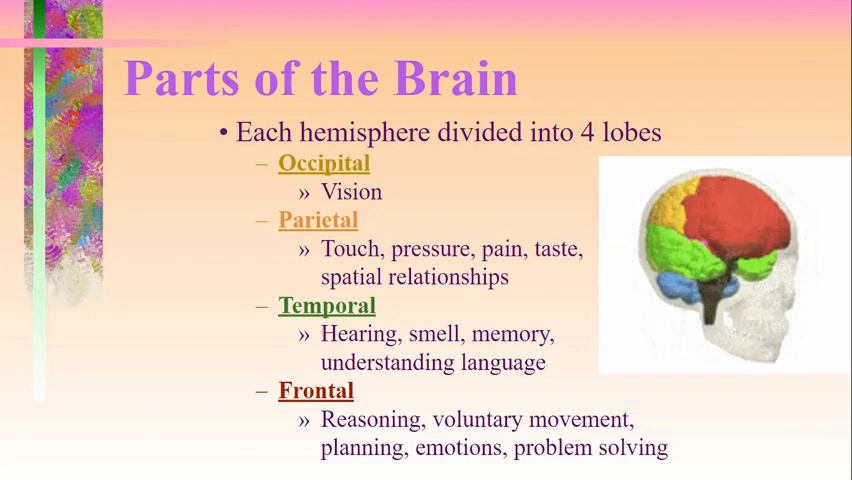 Parts of the Brain
• Each hemisphere divided into 4 lobes
– Occipital
» Vision
– Parietal
» Touch, pressure, pain, taste,
spatial relationships
– Temporal
» Hearing, smell, memory,
understanding language
– Frontal
» Reasoning, voluntary movement,
planning, emotions, problem solving